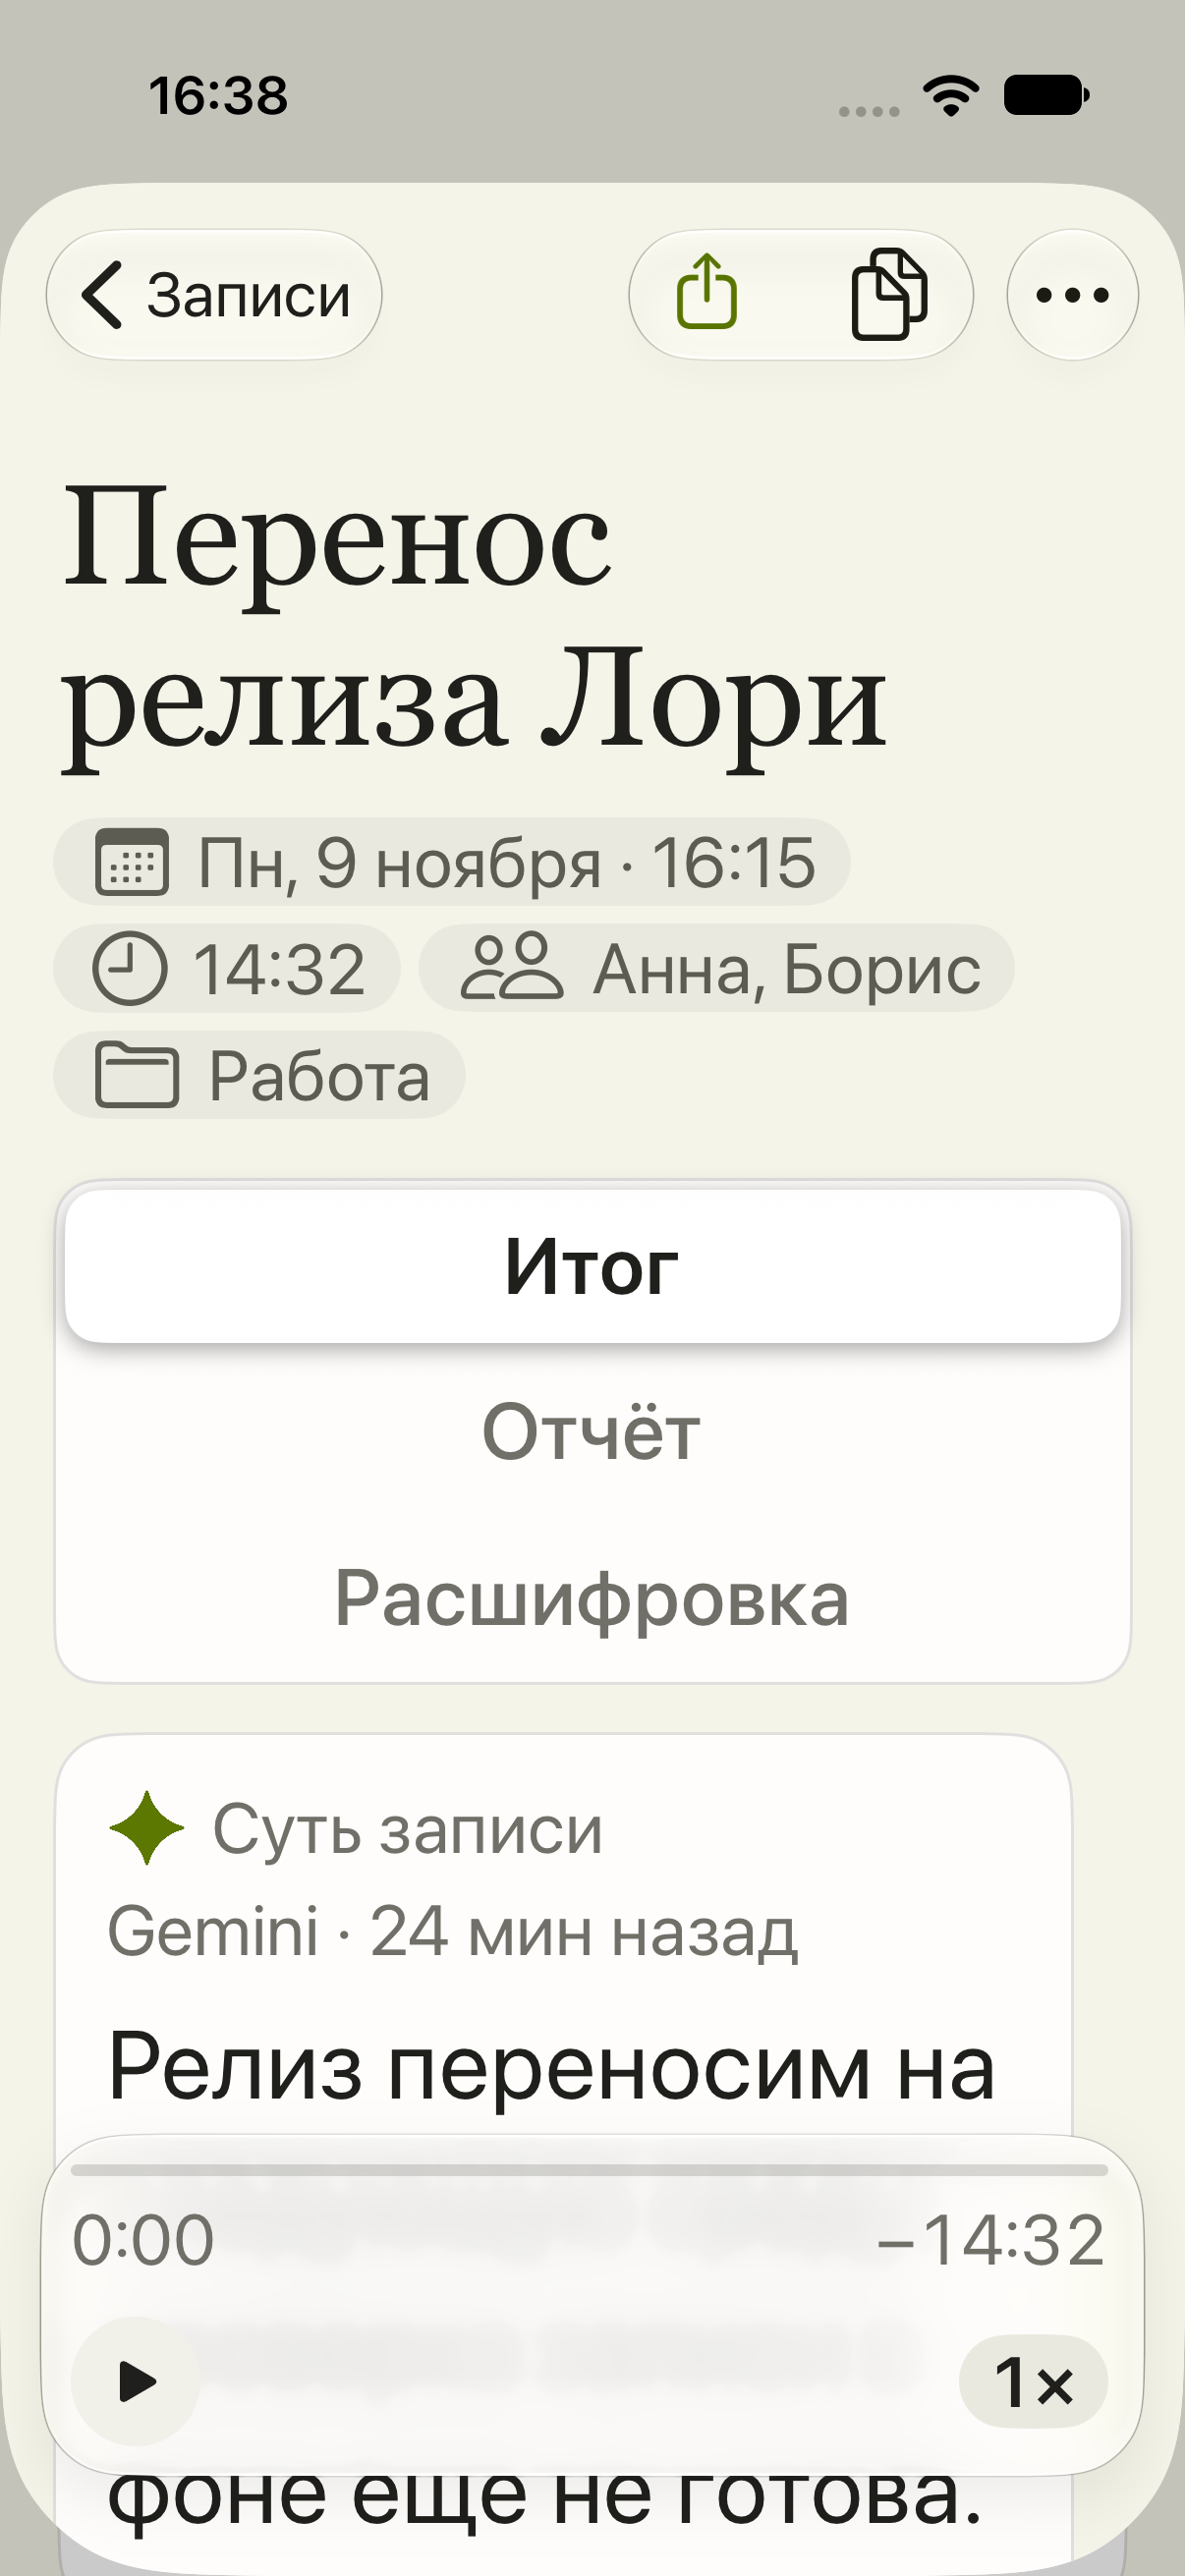 16:38
Записи
Перенос
релиза Лори
Пн, 9 ноября · 16:15
14:32
Анна, Борис
Работа
Итог
Отчёт
Расшифровка
Суть записи
Gemini · 24 мин назад
Релиз переносим на
0:00
–14:32
1×
фоне еще не готова.